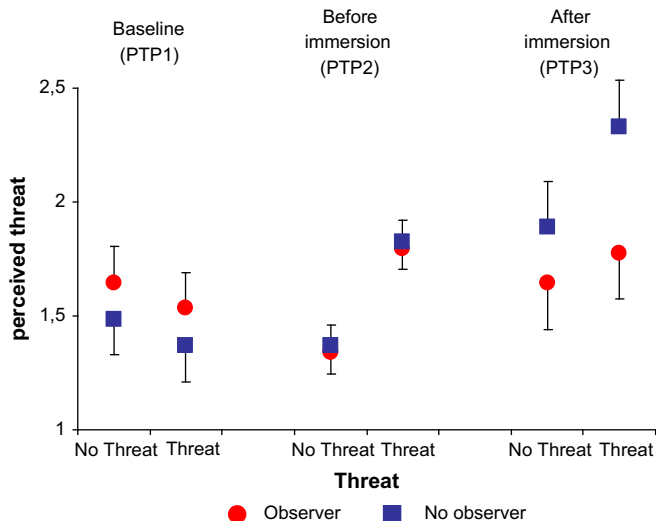 Baseline
(PTP1)
Before
immersion
(PTP2)
After
immersion
(PTP3)
2,5
2
1,5
1
perceived threat
No Threat Threat No Threat Threat No Threat Threat
Threat
Observer No observer